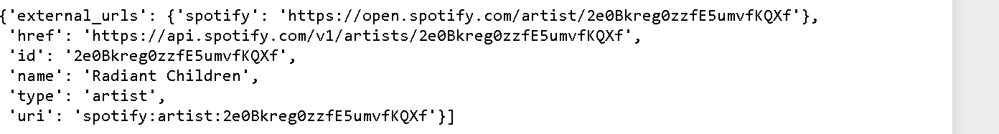 {'external_urls': {'spotify': 'https://open.spotify.com/artist/2e0Bkreg0zzfE5umvfKQXf'},
'href': 'https://api.spotify.com/v1/artists/2e0Bkreg0zzfE5umvfKQXf',
'id': '2e0Bkreg0zzfE5umvfKQXf',
'name': 'Radiant Children',
'type': 'artist',
'uri': 'spotify:artist:2e0Bkreg0zzfE5umvfKQXf'}]